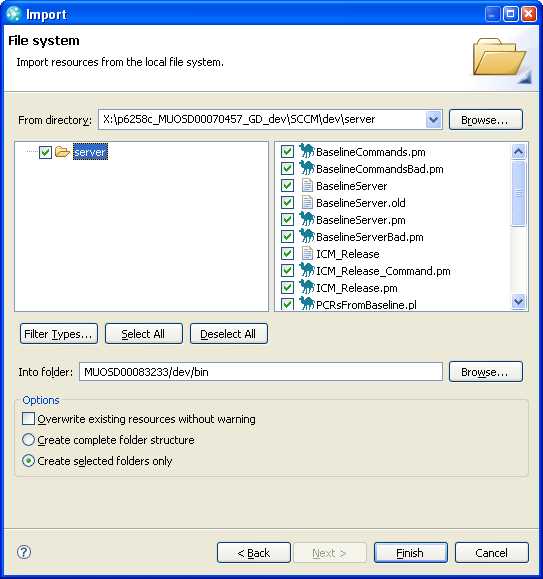 Import
File system
Import resources from the local file system.
From directory: X:\p6258c_MUOSD00070457_GD_dev\SCCM\dev\server Browse...
server
BaselineCommands.pm
BaselineCommandsBad.pm
BaselineServer
BaselineServer.old
BaselineServer.pm
BaselineServerBad.pm
ICM_Release
ICM_Release_Command.pm
ICM_Release.pm
PCRsFromBaseline.pl
Filter Types... Select All Deselect All
Into folder: MUOSD00083233/dev/bin Browse...
Options
Overwrite existing resources without warning
Create complete folder structure
Create selected folders only
? < Back Next > Finish Cancel